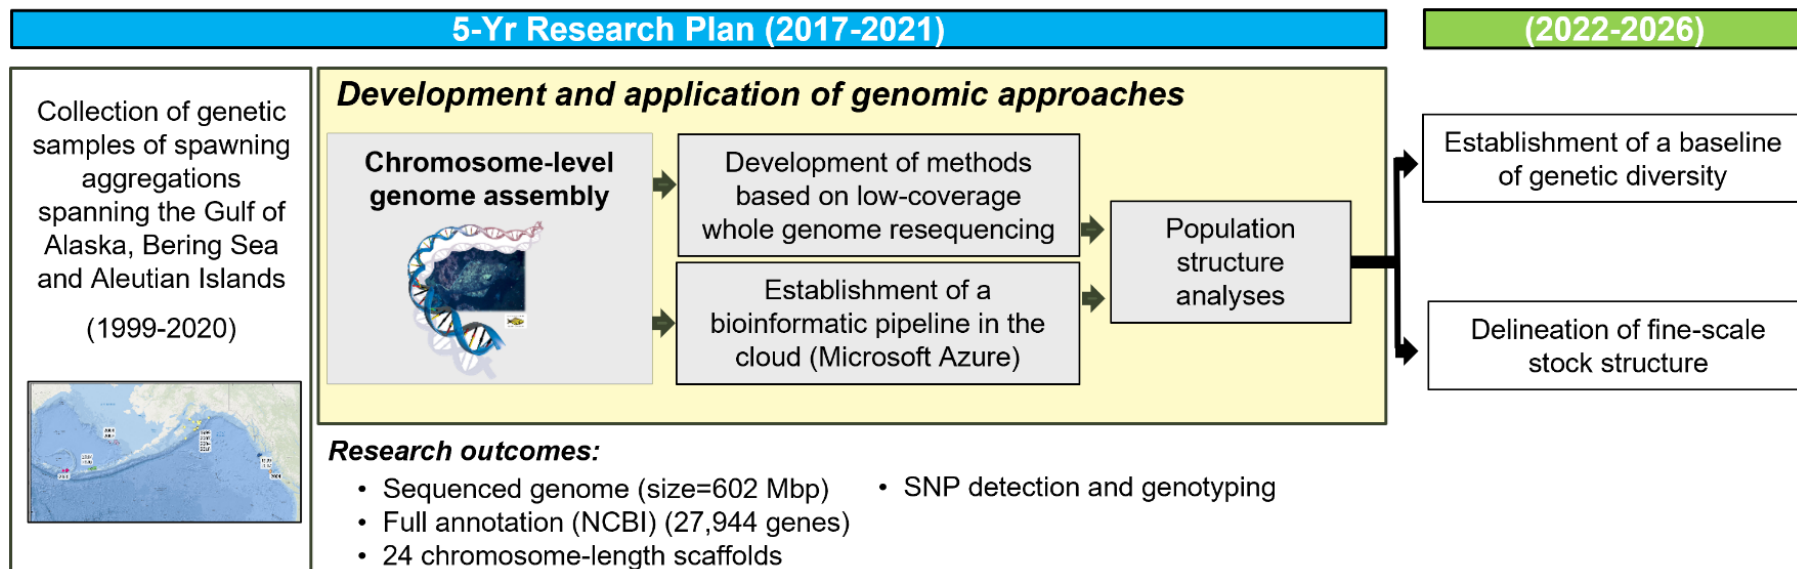 5-Yr Research Plan (2017-2021)
(2022-2026)
Collection of genetic
samples of spawning
aggregations
spanning the Gulf of
Alaska, Bering Sea
and Aleutian Islands
(1999-2020)
Development and application of genomic approaches
Chromosome-level
genome assembly
Development of methods
based on low-coverage
whole genome resequencing
Establishment of a
bioinformatic pipeline in the
cloud (Microsoft Azure)
Population
structure
analyses
Establishment of a baseline
of genetic diversity
Delineation of fine-scale
stock structure
Research outcomes:
• Sequenced genome (size=602 Mbp)
• Full annotation (NCBI) (27,944 genes)
• 24 chromosome-length scaffolds
• SNP detection and genotyping